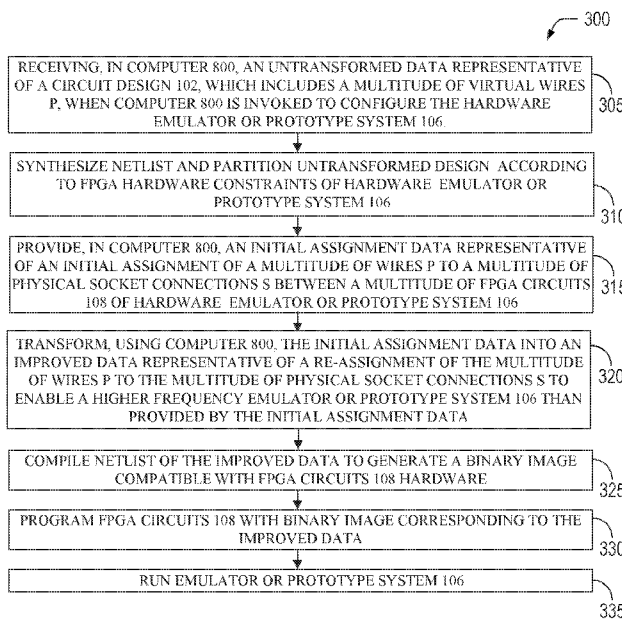 300
RECEIVING, IN COMPUTER 800, AN UNTRANSFORMED DATA REPRESENTATIVE
OF A CIRCUIT DESIGN 102, WHICH INCLUDES A MULTITUDE OF VIRTUAL WIRES
P, WHEN COMPUTER 800 IS INVOKED TO CONFIGURE THE HARDWARE
EMULATOR OR PROTOTYPE SYSTEM 106
305
SYNTHESIZE NETLIST AND PARTITION UNTRANSFORMED DESIGN ACCORDING
TO FPGA HARDWARE CONSTRAINTS OF HARDWARE EMULATOR OR
PROTOTYPE SYSTEM 106
310
PROVIDE, IN COMPUTER 800, AN INITIAL ASSIGNMENT DATA REPRESENTATIVE
OF AN INITIAL ASSIGNMENT OF A MULTITUDE OF WIRES P TO A MULTITUDE OF
PHYSICAL SOCKET CONNECTIONS S BETWEEN A MULTITUDE OF FPGA CIRCUITS
108 OF HARDWARE EMULATOR OR PROTOTYPE SYSTEM 106
315
TRANSFORM, USING COMPUTER 800, THE INITIAL ASSIGNMENT DATA INTO AN
IMPROVED DATA REPRESENTATIVE OF A RE-ASSIGNMENT OF THE MULTITUDE
OF WIRES P TO THE MULTITUDE OF PHYSICAL SOCKET CONNECTIONS S TO
ENABLE A HIGHER FREQUENCY EMULATOR OR PROTOTYPE SYSTEM 106 THAN
PROVIDED BY THE INITIAL ASSIGNMENT DATA
320
COMPILE NETLIST OF THE IMPROVED DATA TO GENERATE A BINARY IMAGE
COMPATIBLE WITH FPGA CIRCUITS 108 HARDWARE
325
PROGRAM FPGA CIRCUITS 108 WITH BINARY IMAGE CORRESPONDING TO THE
IMPROVED DATA
330
RUN EMULATOR OR PROTOTYPE SYSTEM 106
335